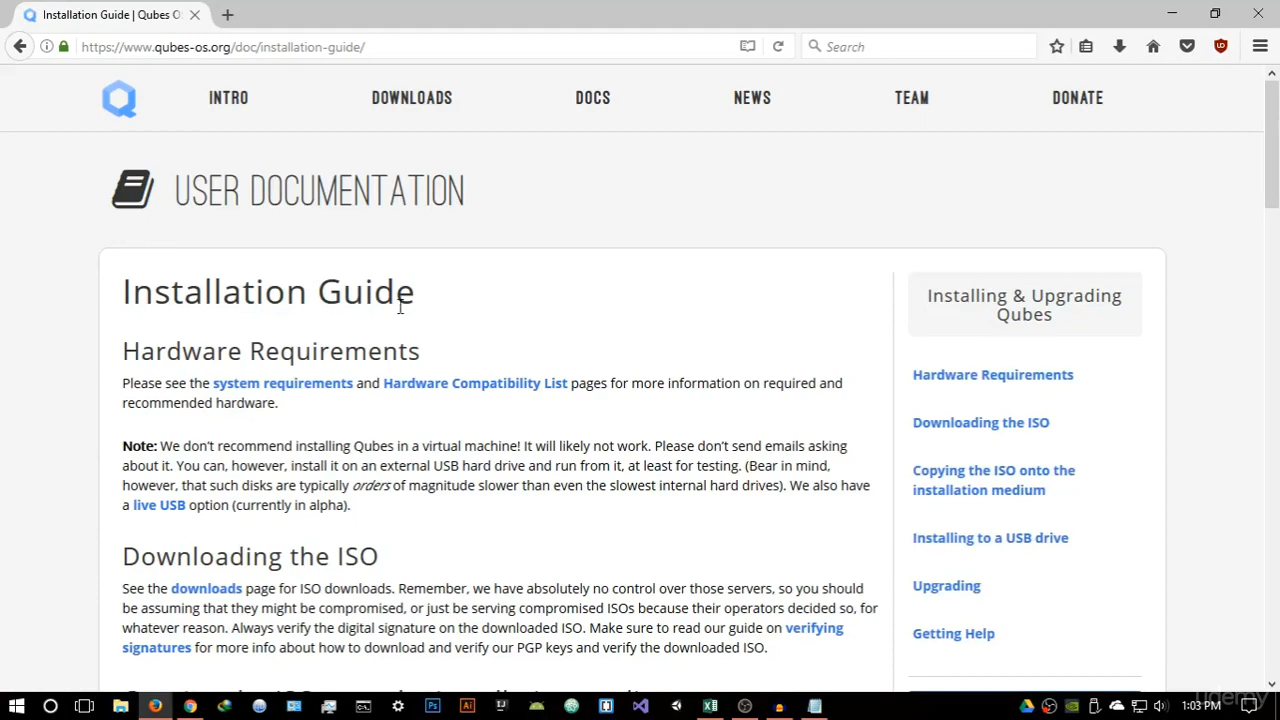 Installation Guide | Qubes O
https://www.qubes-os.org/doc/installation-guide/
Search
INTRO
DOWNLOADS
DOCS
NEWS
TEAM
DONATE
USER DOCUMENTATION
Installation Guide
Hardware Requirements
Please see the system requirements and Hardware Compatibility List pages for more information on required and
recommended hardware.
Note: We don't recommend installing Qubes in a virtual machine! It will likely not work. Please don't send emails asking
about it. You can, however, install it on an external USB hard drive and run from it, at least for testing. (Bear in mind,
however, that such disks are typically orders of magnitude slower than even the slowest internal hard drives). We also have
a live USB option (currently in alpha).
Downloading the ISO
See the downloads page for ISO downloads. Remember, we have absolutely no control over those servers, so you should
be assuming that they might be compromised, or just be serving compromised ISOs because their operators decided so, for
whatever reason. Always verify the digital signature on the downloaded ISO. Make sure to read our guide on verifying
signatures for more info about how to download and verify our PGP keys and verify the downloaded ISO.
Installing & Upgrading
Qubes
Hardware Requirements
Downloading the ISO
Copying the ISO onto the
installation medium
Installing to a USB drive
Upgrading
Getting Help
udemy
1:03 PM